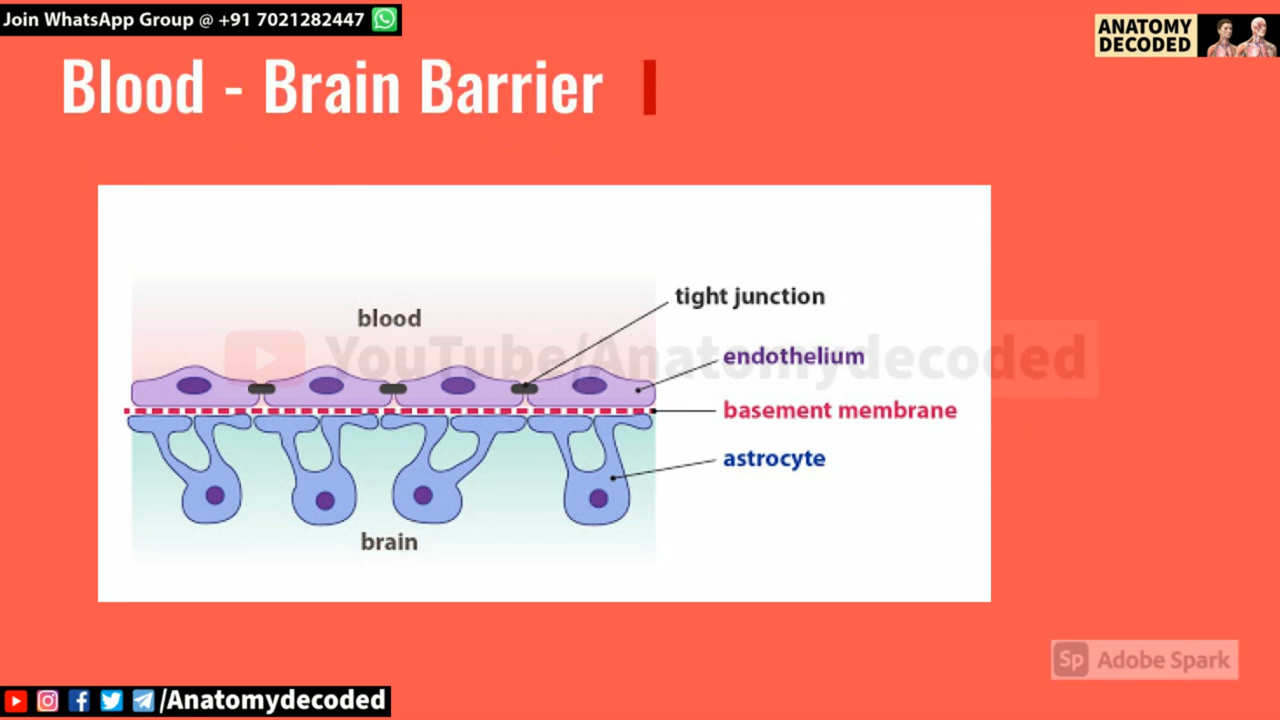 Join WhatsApp Group @ +91 7021282447
ANATOMY
DECODED
Blood - Brain Barrier
tight junction
blood
YouTube/Anatomydecoded
endothelium
basement membrane
astrocyte
brain
Sp Adobe Spark
/Anatomydecoded